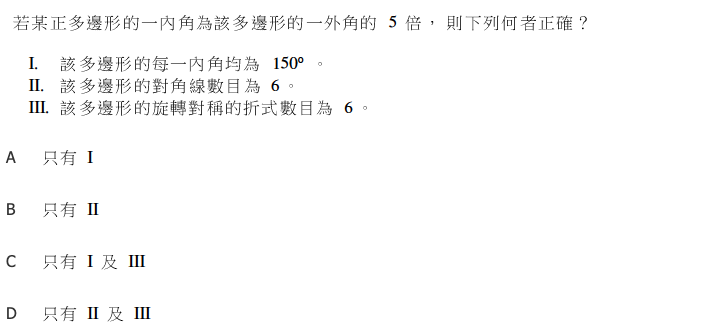 若某正多邊形的一內角為該多邊形的一外角的 5 倍，則下列何者正確？
I. 該多邊形的每一內角均為 150° 。
II. 該多邊形的對角線數目為 6 。
III. 該多邊形的旋轉對稱的折式數目為 6 。
A 只有 I
B 只有 II
C 只有 I 及 III
D 只有 II 及 III